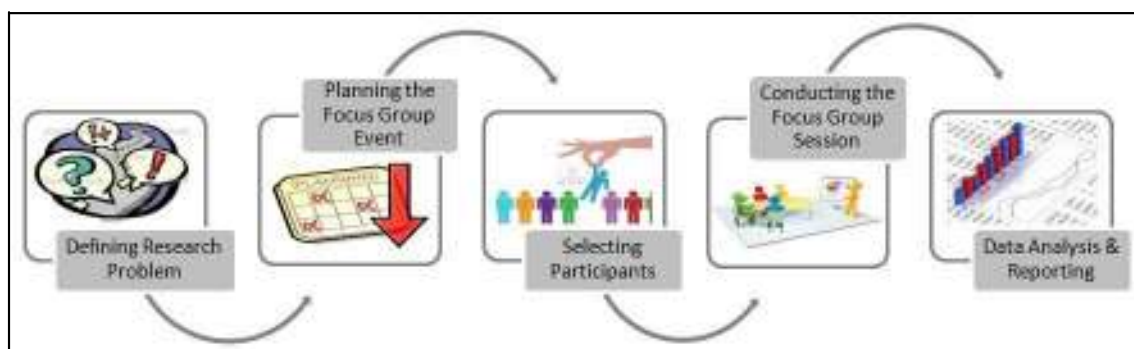 Defining Research
Problem
Planning the
Focus Group
Event
Selecting
Participants
Conducting the
Focus Group
Session
Data Analysis &
Reporting